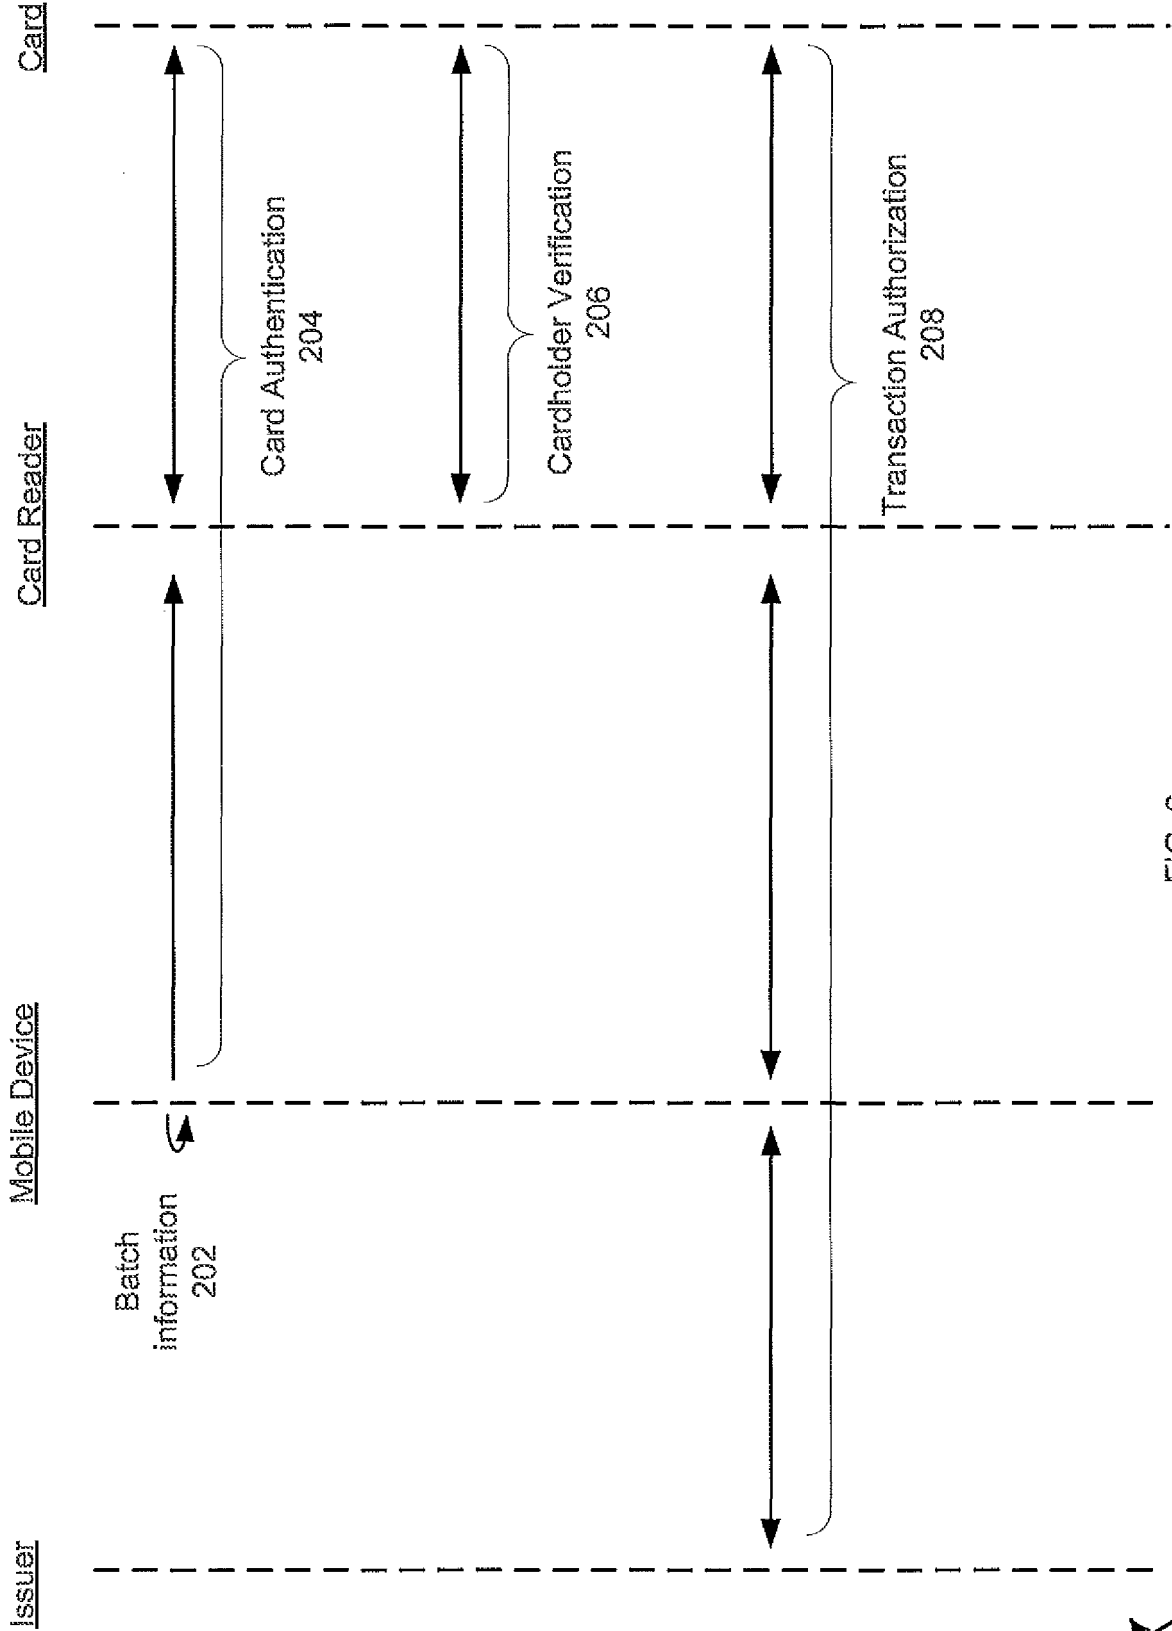 Issuer
Mobile Device
Card Reader
Card
Batch
information
202
Card Authentication
204
Cardholder Verification
206
Transaction Authorization
208